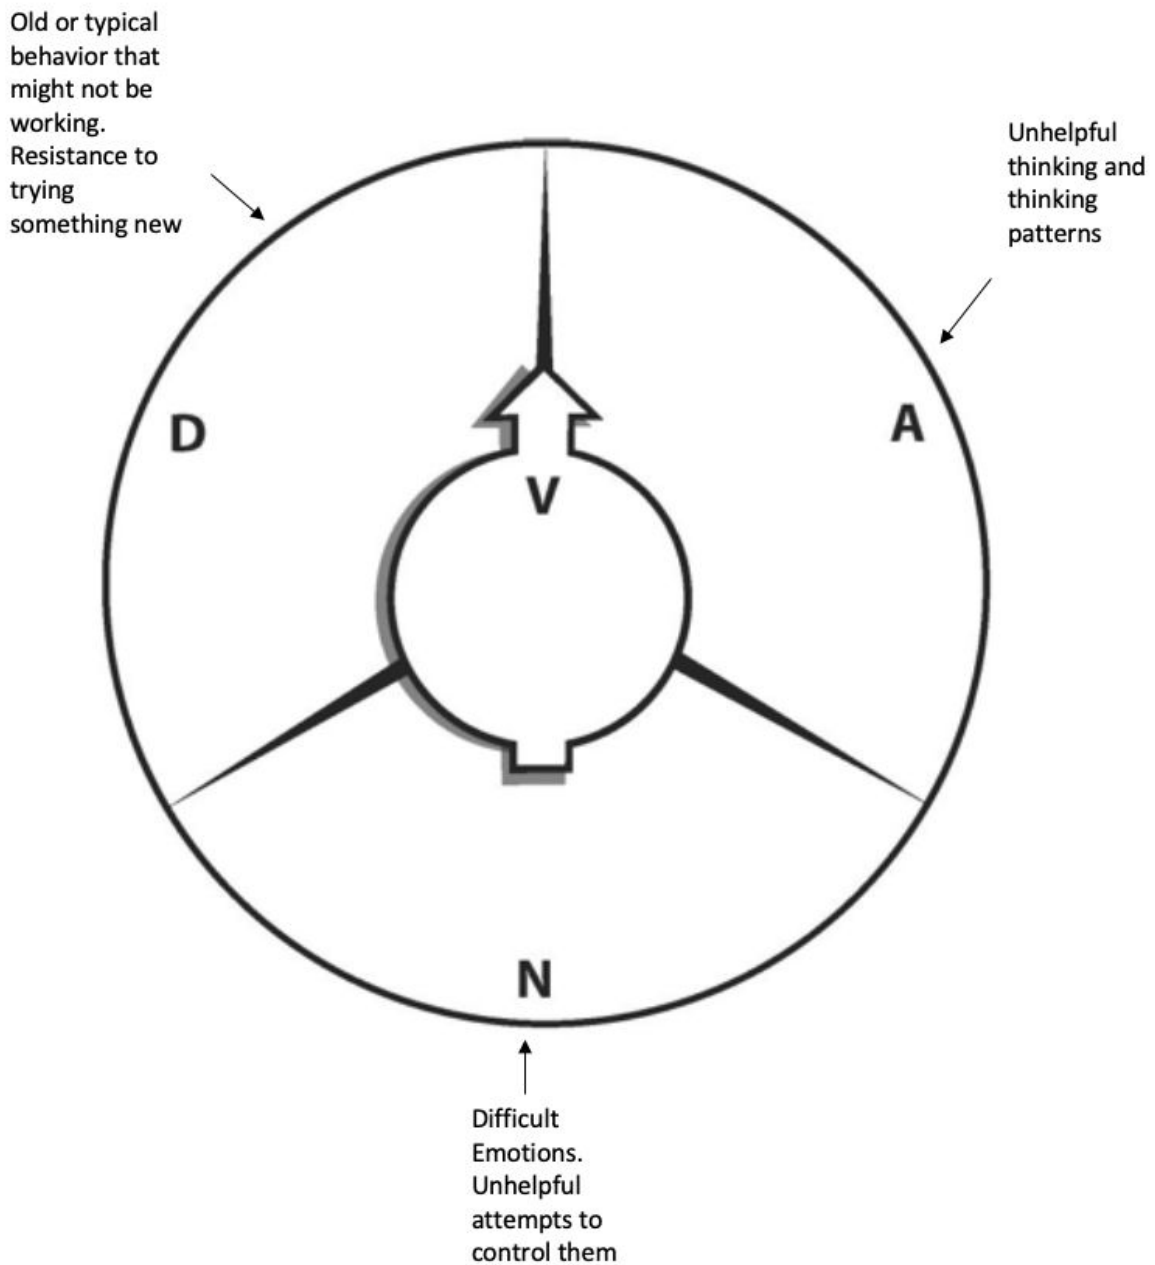 Old or typical
behavior that
might not be
working.
Resistance to
trying
something new
Unhelpful
thinking and
thinking
patterns
D
A
V
N
Difficult
Emotions.
Unhelpful
attempts to
control them